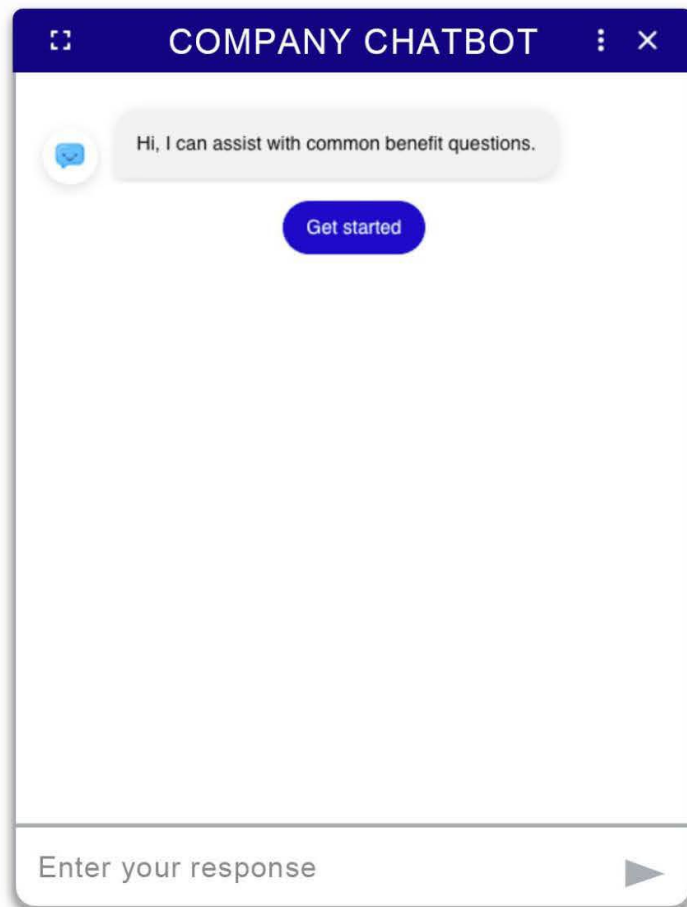 COMPANY CHATBOT
Hi, I can assist with common benefit questions.
Get started
Enter your response